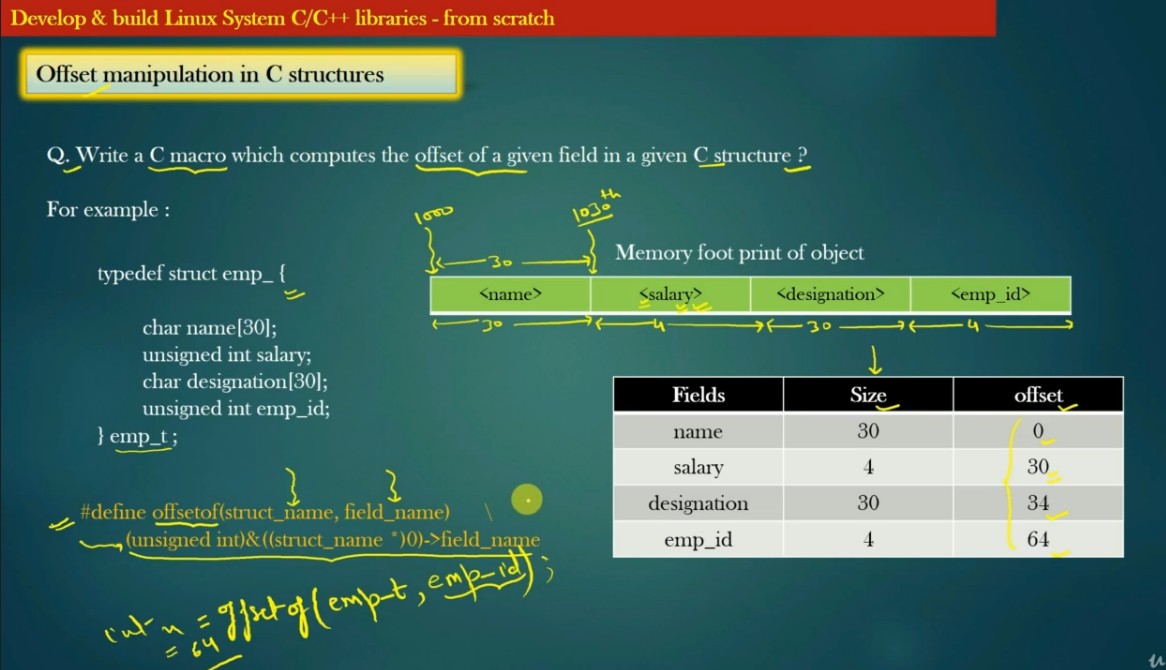 Develop & build Linux System C/C++ libraries - from scratch
Offset manipulation in C structures
Q. Write a C macro which computes the offset of a given field in a given C structure ?
For example :
1000
1030th
30
Memory foot print of object
typedef struct emp_ {
<name> <salary> <designation> <emp_id>
30 4 30 4
char name[30];
unsigned int salary;
char designation[30];
unsigned int emp_id;
} emp_t ;
Fields Size offset
name 30 0
salary 4 30
designation 30 34
emp_id 4 64
#define offsetof(struct_name, field_name) \
(unsigned int)&((struct_name *)0)->field_name
int n = offsetof(emp_t, emp_id);
= 64
u